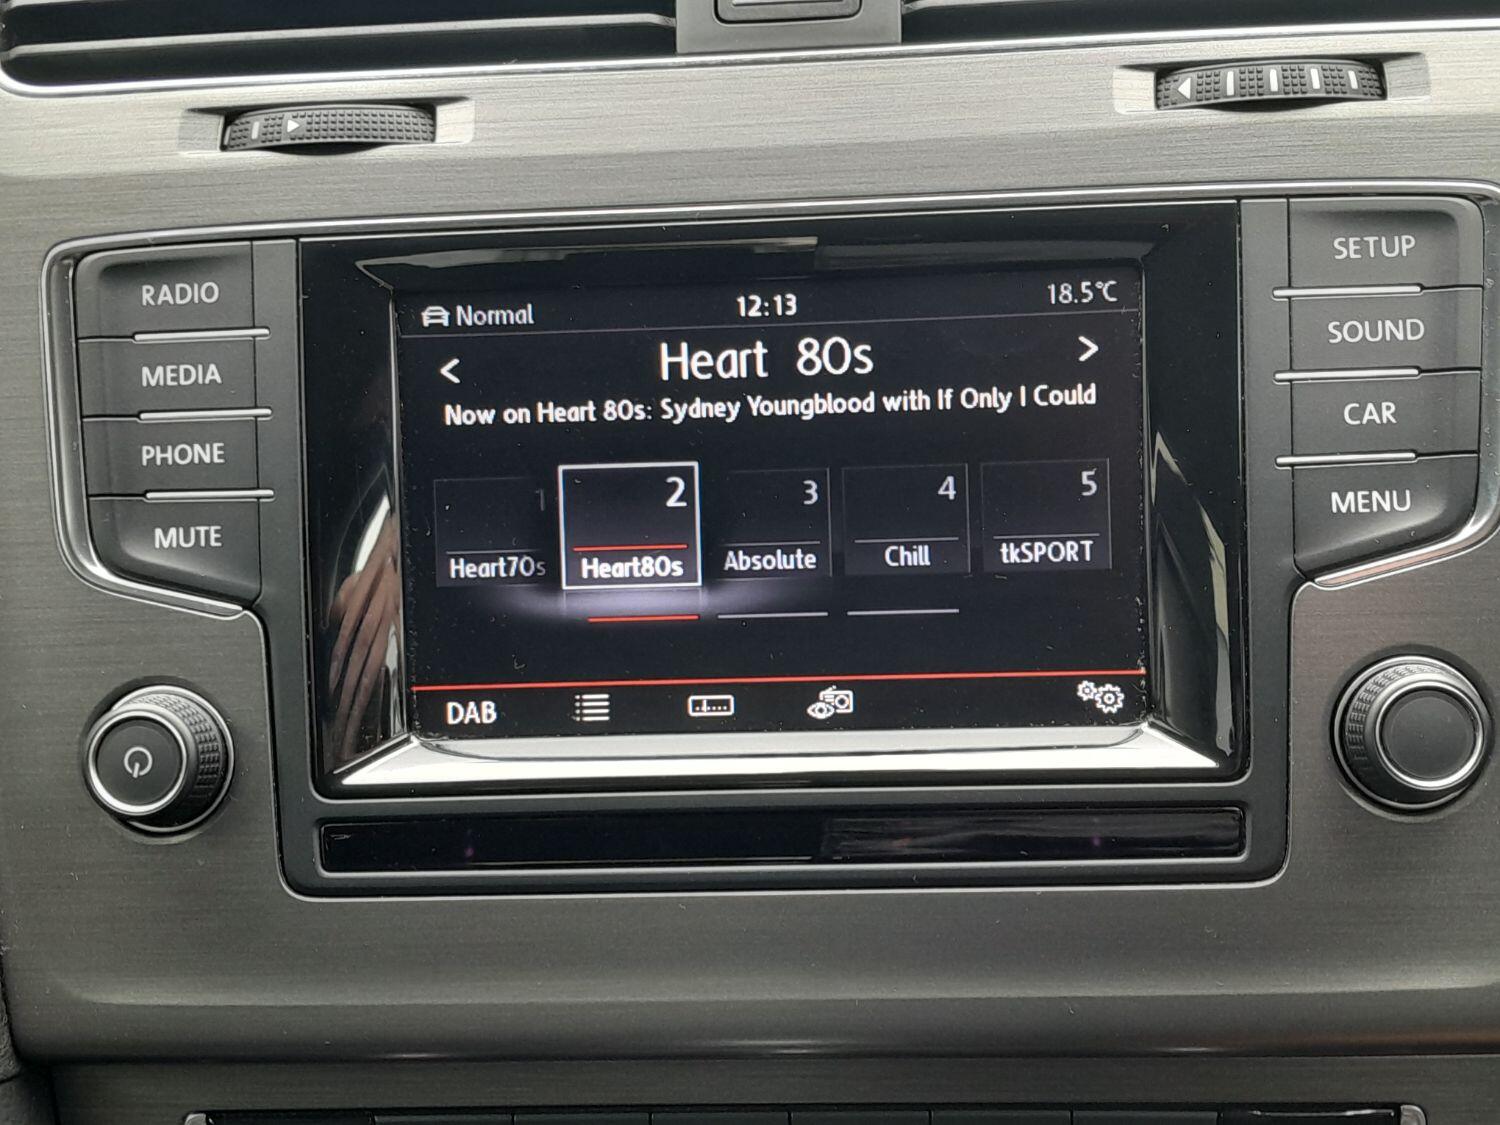 Normal 12:13 18.5°C
< Heart 80s >
Now on Heart 80s: Sydney Youngblood with If Only I Could
1 2 3 4 5
Heart70s Heart80s Absolute Chill tkSPORT
DAB
RADIO
MEDIA
PHONE
MUTE
SETUP
SOUND
CAR
MENU